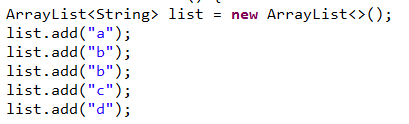 ArrayList<String> list = new ArrayList<>();
list.add("a");
list.add("b");
list.add("b");
list.add("c");
list.add("d");